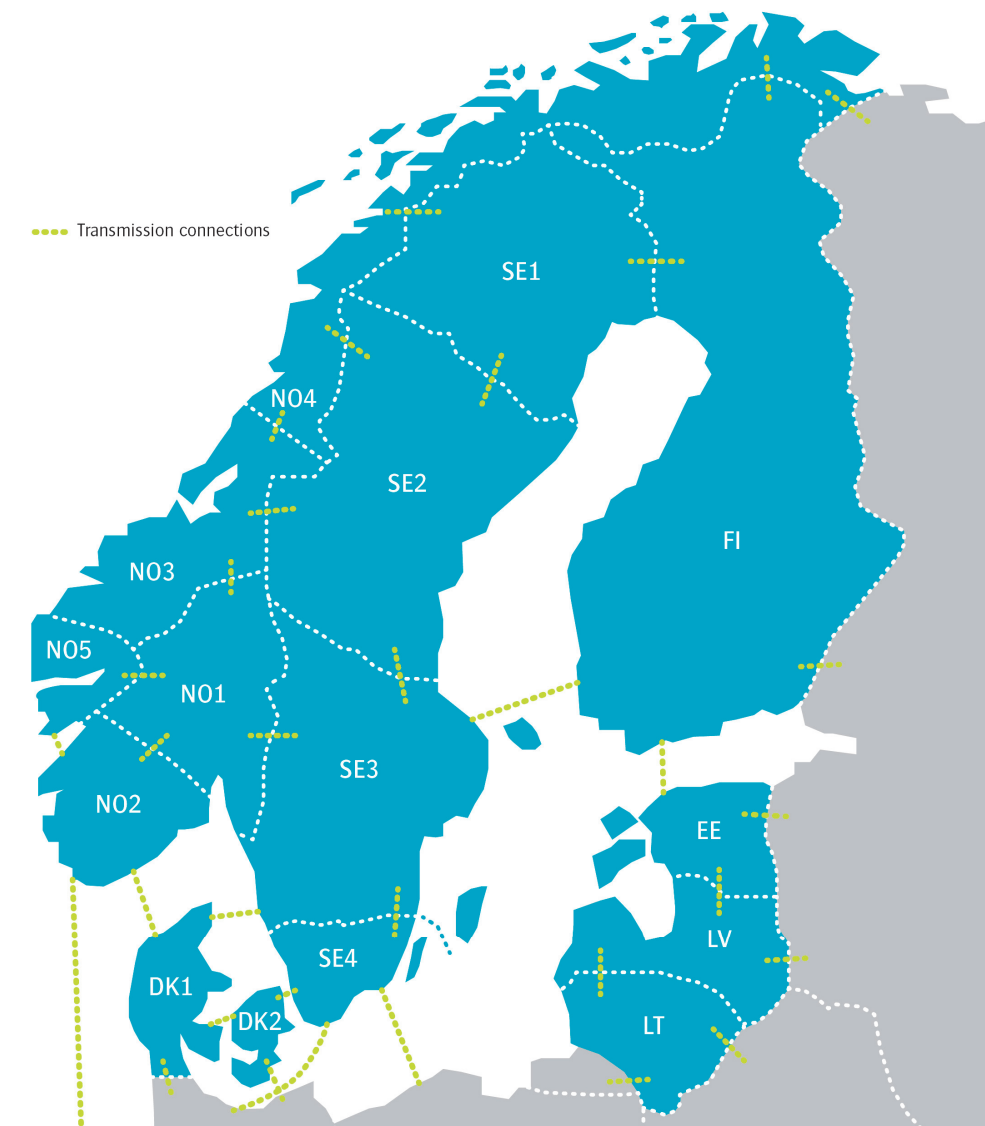 Transmission connections
SE1
NO4
SE2
FI
NO3
NO5
NO1
SE3
NO2
EE
LV
SE4
DK1
DK2
LT